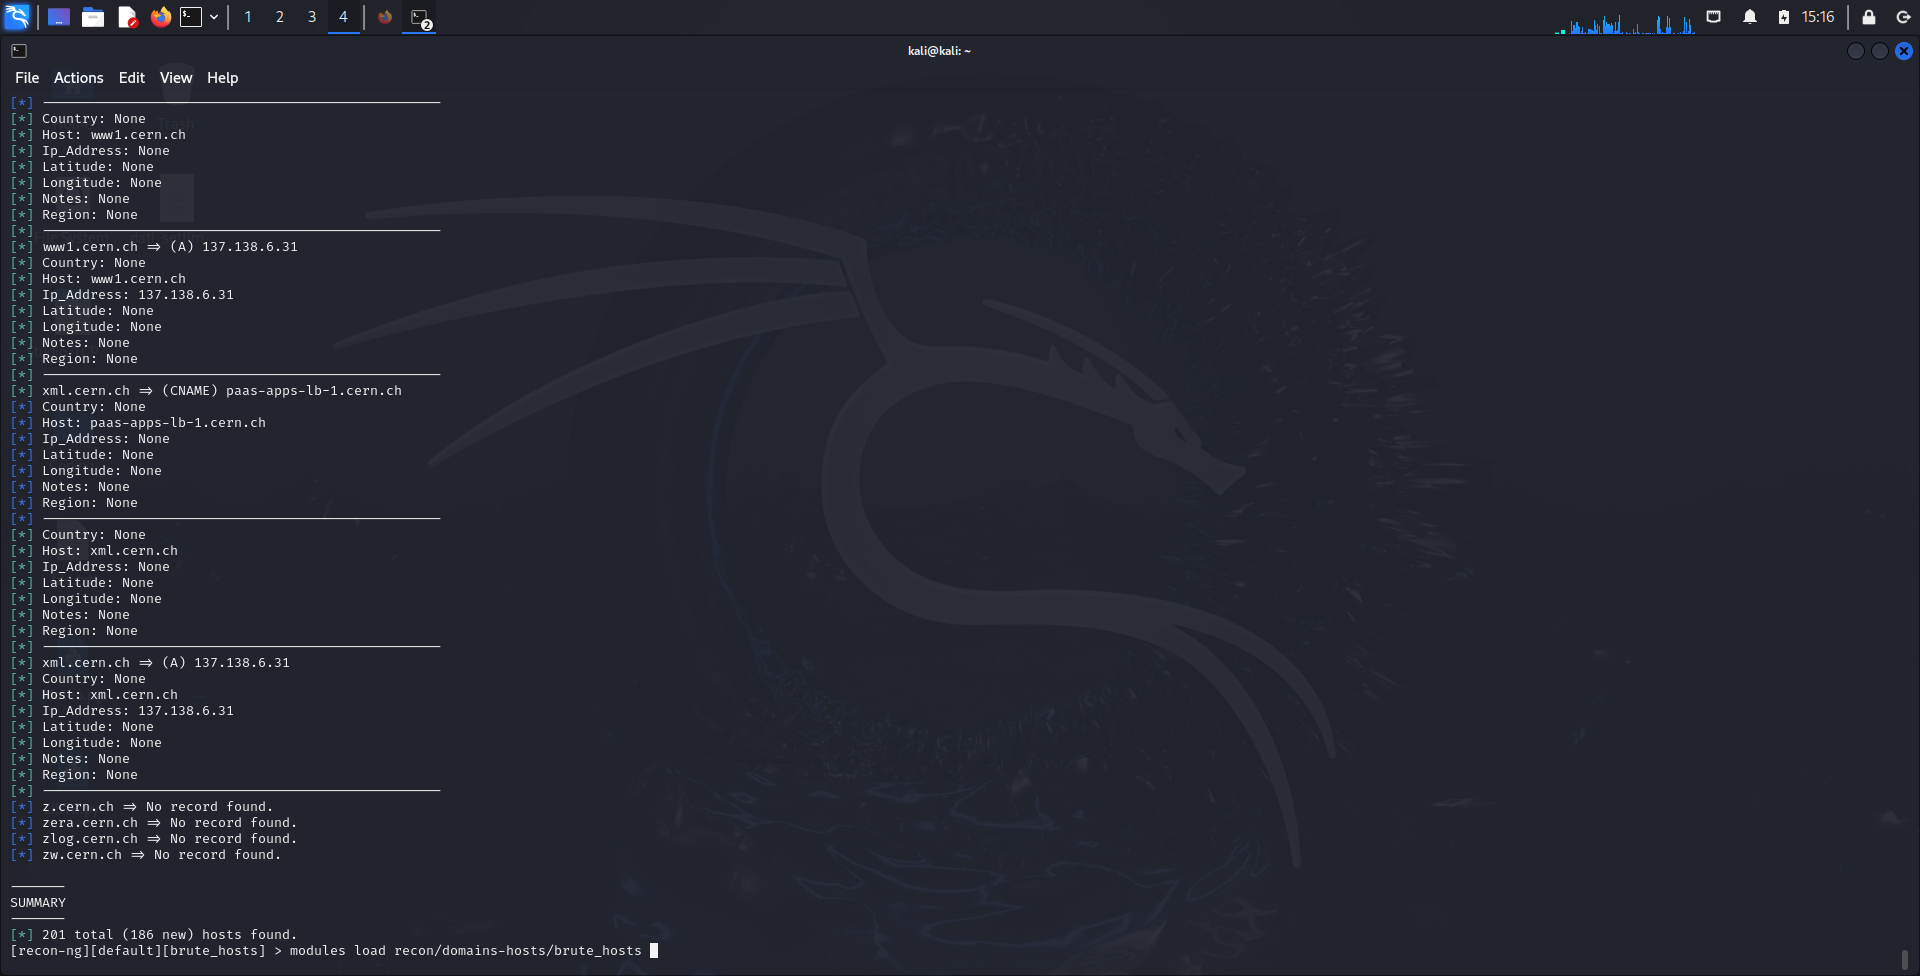 1 2 3 4 2 15:16
kali@kali: ~
File Actions Edit View Help
[*] ──────────────────────────────────────────────────
[*] Country: None
[*] Host: www1.cern.ch
[*] Ip_Address: None
[*] Latitude: None
[*] Longitude: None
[*] Notes: None
[*] Region: None
[*] ──────────────────────────────────────────────────
[*] www1.cern.ch => (A) 137.138.6.31
[*] Country: None
[*] Host: www1.cern.ch
[*] Ip_Address: 137.138.6.31
[*] Latitude: None
[*] Longitude: None
[*] Notes: None
[*] Region: None
[*] ──────────────────────────────────────────────────
[*] xml.cern.ch => (CNAME) paas-apps-lb-1.cern.ch
[*] Country: None
[*] Host: paas-apps-lb-1.cern.ch
[*] Ip_Address: None
[*] Latitude: None
[*] Longitude: None
[*] Notes: None
[*] Region: None
[*] ──────────────────────────────────────────────────
[*] Country: None
[*] Host: xml.cern.ch
[*] Ip_Address: None
[*] Latitude: None
[*] Longitude: None
[*] Notes: None
[*] Region: None
[*] ──────────────────────────────────────────────────
[*] xml.cern.ch => (A) 137.138.6.31
[*] Country: None
[*] Host: xml.cern.ch
[*] Ip_Address: 137.138.6.31
[*] Latitude: None
[*] Longitude: None
[*] Notes: None
[*] Region: None
[*] ──────────────────────────────────────────────────
[*] z.cern.ch => No record found.
[*] zera.cern.ch => No record found.
[*] zlog.cern.ch => No record found.
[*] zw.cern.ch => No record found.
───────
SUMMARY
───────
[*] 201 total (186 new) hosts found.
[recon-ng][default][brute_hosts] > modules load recon/domains-hosts/brute_hosts